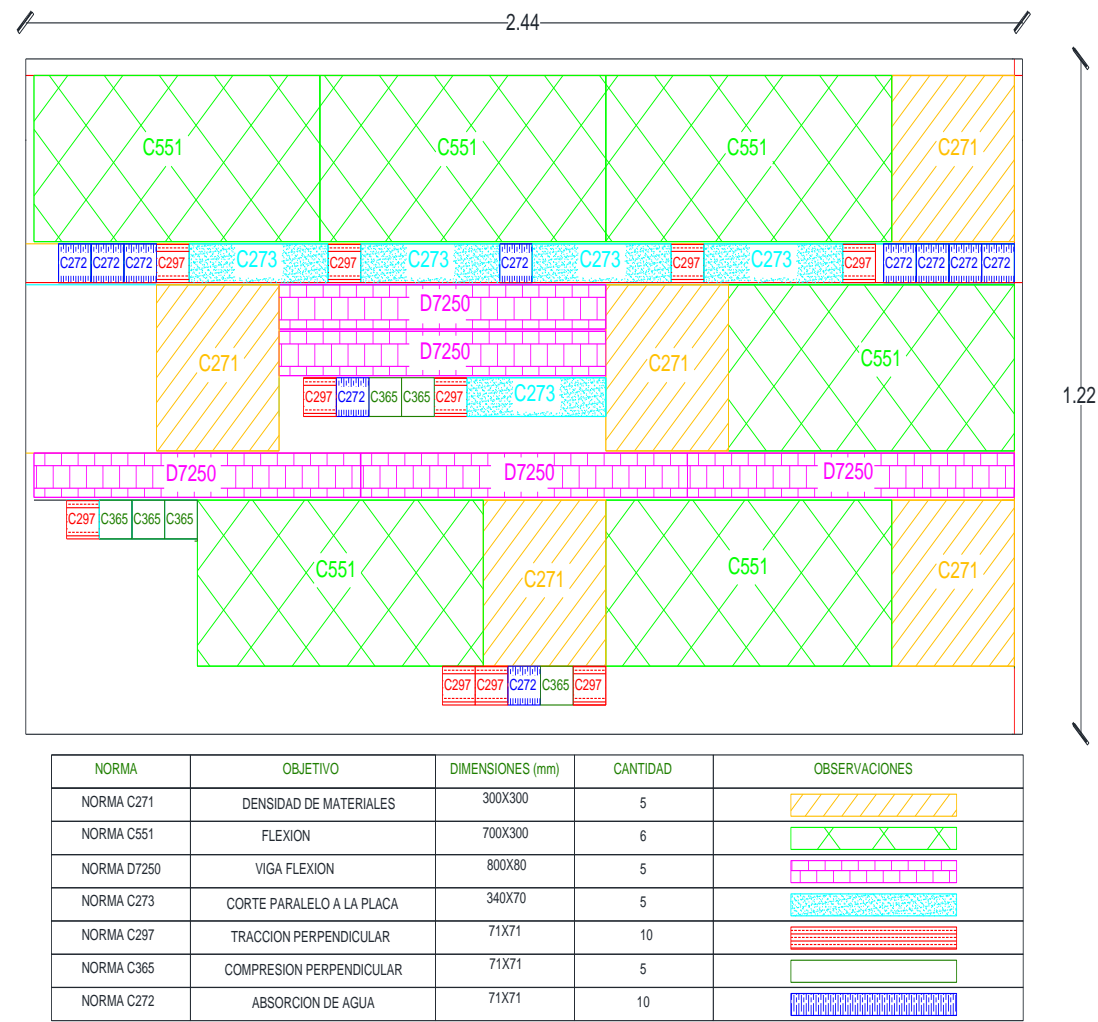 2.44
C551 C551 C551 C271
C272 C272 C272 C297 C273 C297 C273 C272 C273 C297 C273 C297 C272 C272 C272 C272
D7250
C271 D7250 C271 C551
C297 C272 C365 C365 C297 C273
1.22
D7250 D7250 D7250
C297 C365 C365 C365
C551 C271 C551 C271
C297 C297 C272 C365 C297
NORMA OBJETIVO DIMENSIONES (mm) CANTIDAD OBSERVACIONES
NORMA C271 DENSIDAD DE MATERIALES 300X300 5
NORMA C551 FLEXION 700X300 6
NORMA D7250 VIGA FLEXION 800X80 5
NORMA C273 CORTE PARALELO A LA PLACA 340X70 5
NORMA C297 TRACCION PERPENDICULAR 71X71 10
NORMA C365 COMPRESION PERPENDICULAR 71X71 5
NORMA C272 ABSORCION DE AGUA 71X71 10